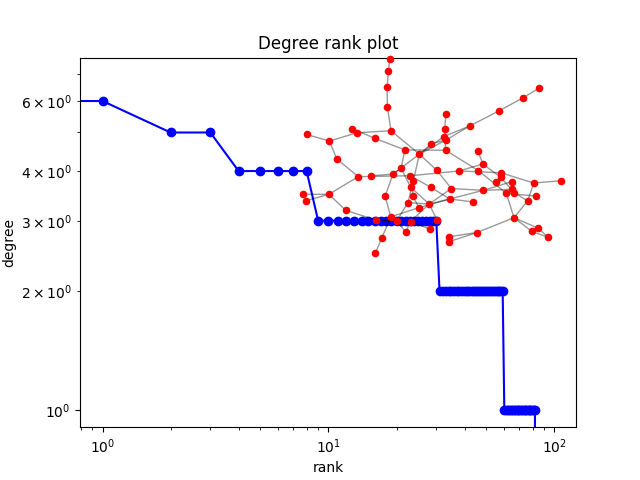 Degree rank plot
degree
6 × 10⁰
4 × 10⁰
3 × 10⁰
2 × 10⁰
10⁰
10⁰ 10¹ 10²
rank